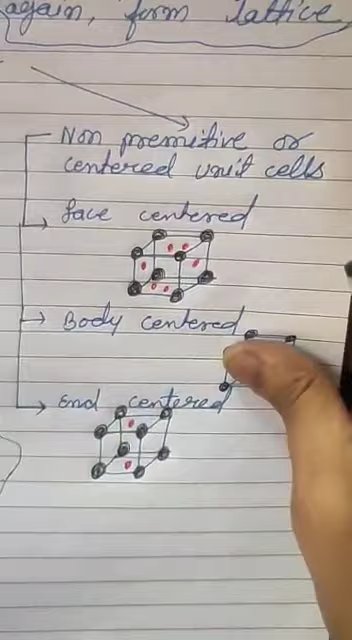 again, form lattice
Non premitive or
centered unit cells
face centered
Body centered
End centered